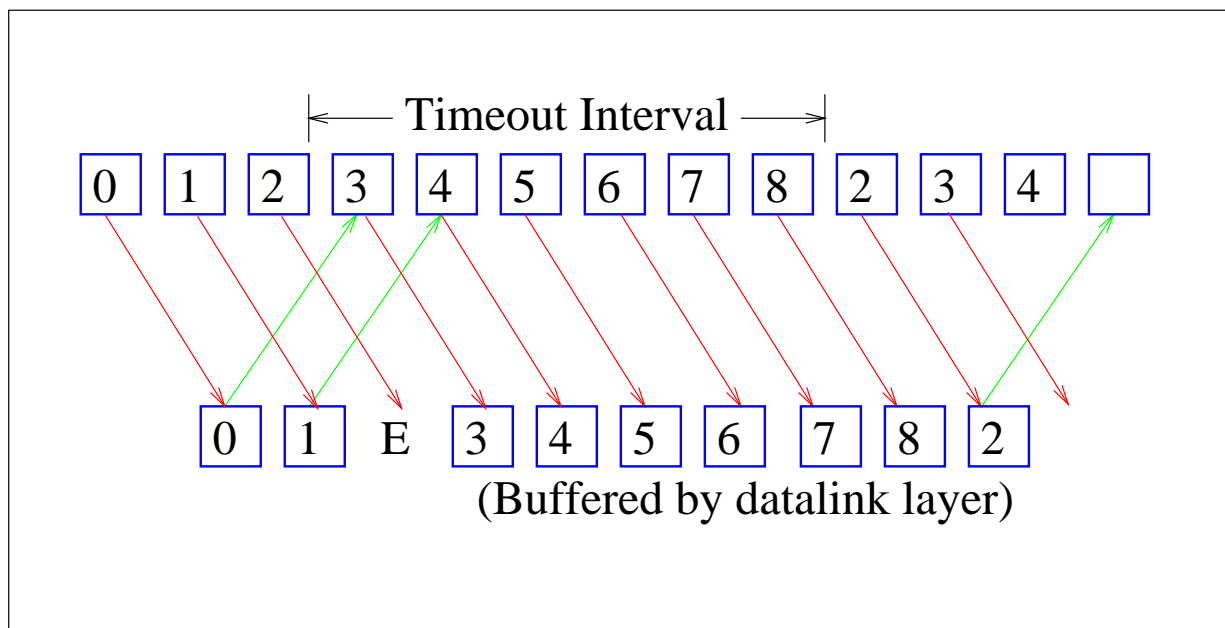 Timeout Interval
0 1 2 3 4 5 6 7 8 2 3 4
0 1 E 3 4 5 6 7 8 2
(Buffered by datalink layer)